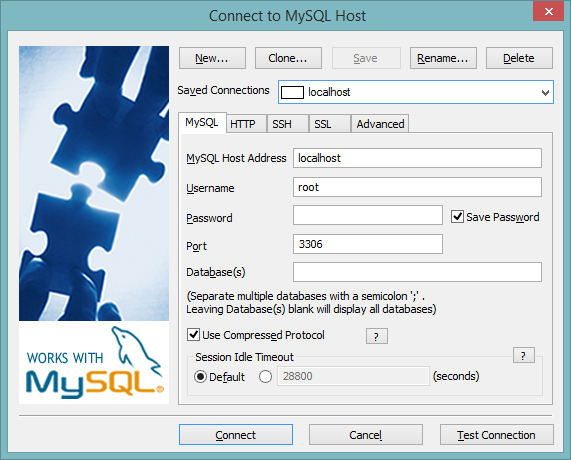 Connect to MySQL Host
New... Clone... Save Rename... Delete
Saved Connections localhost
MySQL HTTP SSH SSL Advanced
MySQL Host Address localhost
Username root
Password Save Password
Port 3306
Database(s)
(Separate multiple databases with a semicolon ';' .
Leaving Database(s) blank will display all databases)
Use Compressed Protocol ?
Session Idle Timeout ?
Default 28800 (seconds)
WORKS WITH
MySQL®
Connect Cancel Test Connection